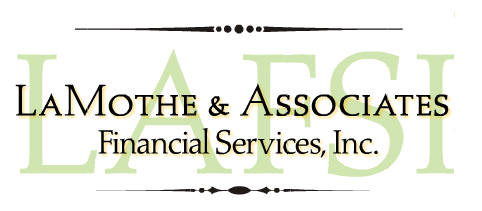 LAFSI
LaMothe & Associates
Financial Services, Inc.